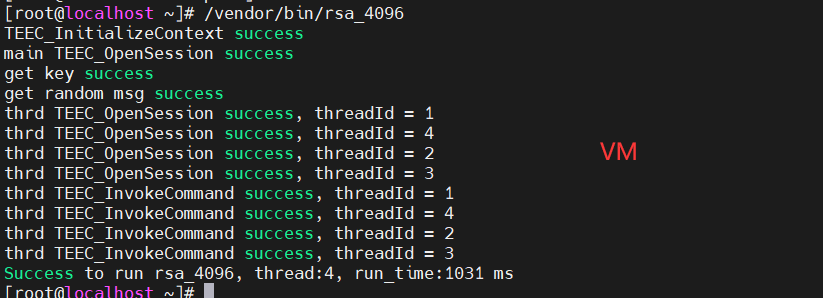 [root@localhost ~]# /vendor/bin/rsa_4096
TEEC_InitializeContext success
main TEEC_OpenSession success
get key success
get random msg success
thrd TEEC_OpenSession success, threadId = 1
thrd TEEC_OpenSession success, threadId = 4
thrd TEEC_OpenSession success, threadId = 2
thrd TEEC_OpenSession success, threadId = 3
thrd TEEC_InvokeCommand success, threadId = 1
thrd TEEC_InvokeCommand success, threadId = 4
thrd TEEC_InvokeCommand success, threadId = 2
thrd TEEC_InvokeCommand success, threadId = 3
Success to run rsa_4096, thread:4, run_time:1031 ms
[root@localhost ~]#
VM